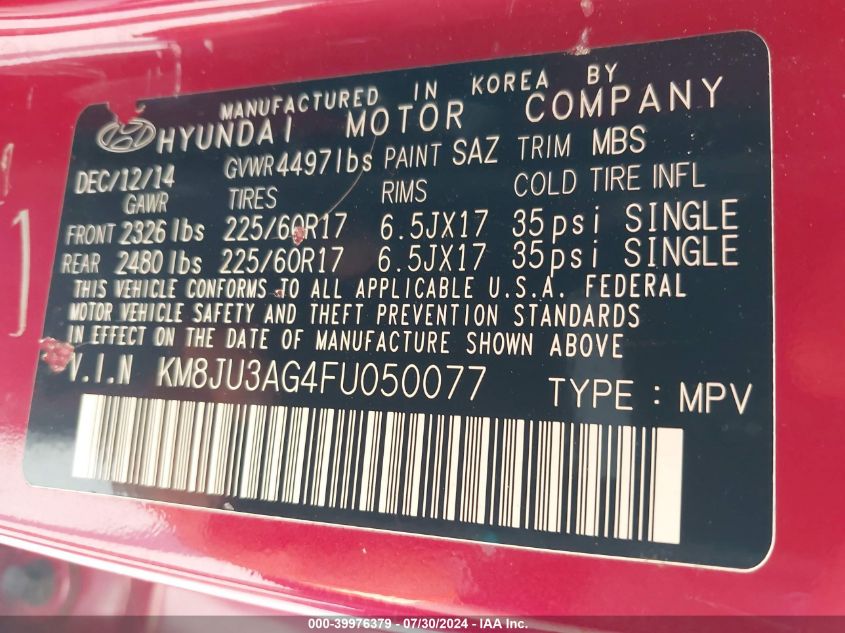 MANUFACTURED IN KOREA BY
HYUNDAI MOTOR COMPANY
DEC/12/14 GVWR 4497lbs PAINT SAZ TRIM MBS
GAWR TIRES RIMS COLD TIRE INFL
FRONT 2326 lbs 225/60R17 6.5JX17 35psi SINGLE
REAR 2480 lbs 225/60R17 6.5JX17 35psi SINGLE
THIS VEHICLE CONFORMS TO ALL APPLICABLE U.S.A. FEDERAL
MOTOR VEHICLE SAFETY AND THEFT PREVENTION STANDARDS
IN EFFECT ON THE DATE OF MANUFACTURE SHOWN ABOVE
V.I.N KM8JU3AG4FU050077 TYPE : MPV
000-39976379 - 07/30/2024 - IAA Inc.